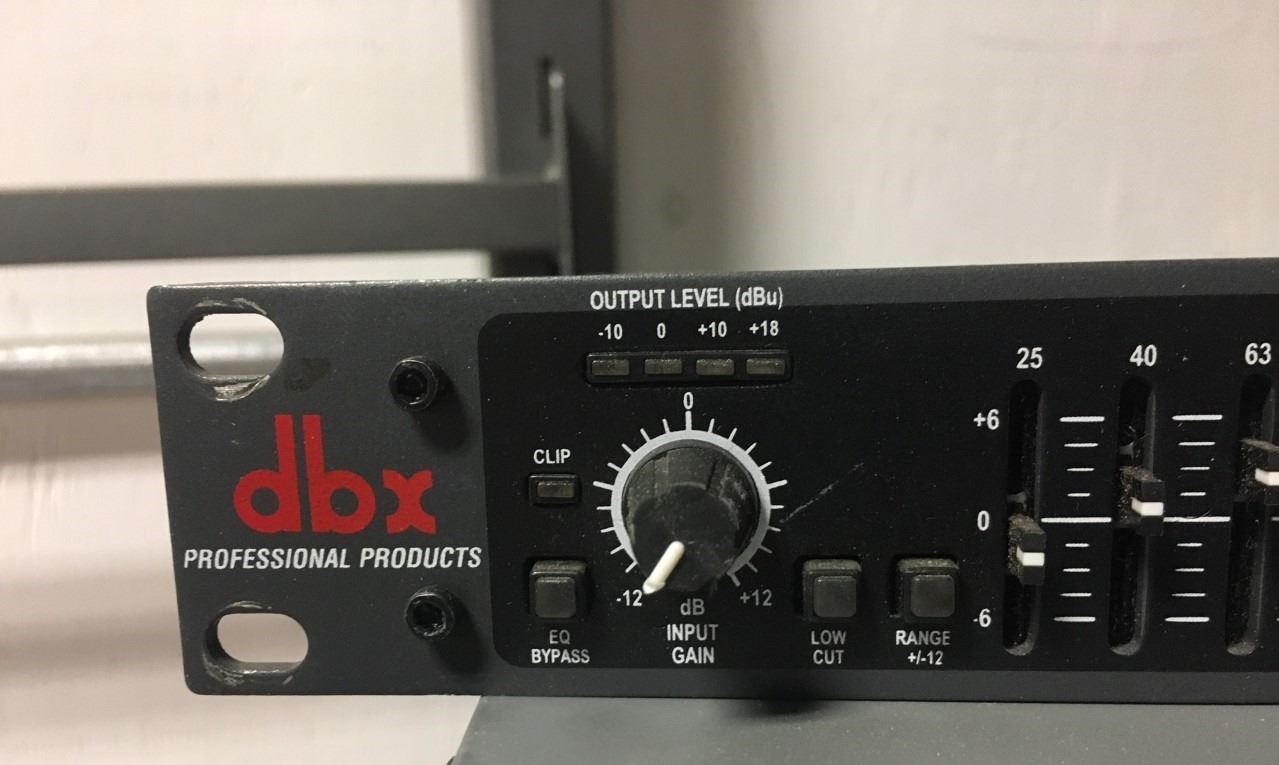 dbx
PROFESSIONAL PRODUCTS
OUTPUT LEVEL (dBu)
-10 0 +10 +18
CLIP
0
-12 +12
dB
INPUT
GAIN
EQ
BYPASS
LOW
CUT
RANGE
+/-12
25 40 63
+6
0
-6